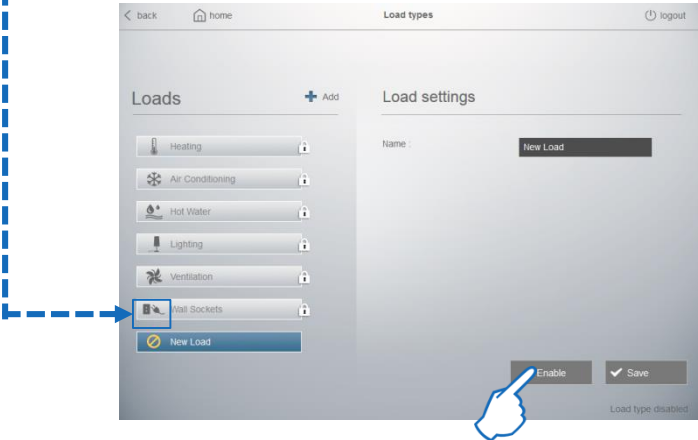 back
home
Load types
logout
Loads
Add
Load settings
Heating
Name :
New Load
Air Conditioning
Hot Water
Lighting
Ventilation
Wall Sockets
New Load
Enable
Save
Load type disabled